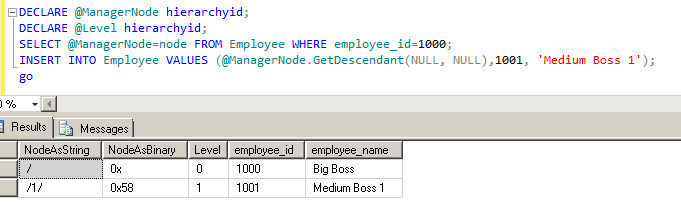 DECLARE @ManagerNode hierarchyid;
DECLARE @Level hierarchyid;
SELECT @ManagerNode=node FROM Employee WHERE employee_id=1000;
INSERT INTO Employee VALUES (@ManagerNode.GetDescendant(NULL, NULL),1001, 'Medium Boss 1');
go
0 %
Results Messages
NodeAsString NodeAsBinary Level employee_id employee_name
/ 0x 0 1000 Big Boss
/1/ 0x58 1 1001 Medium Boss 1